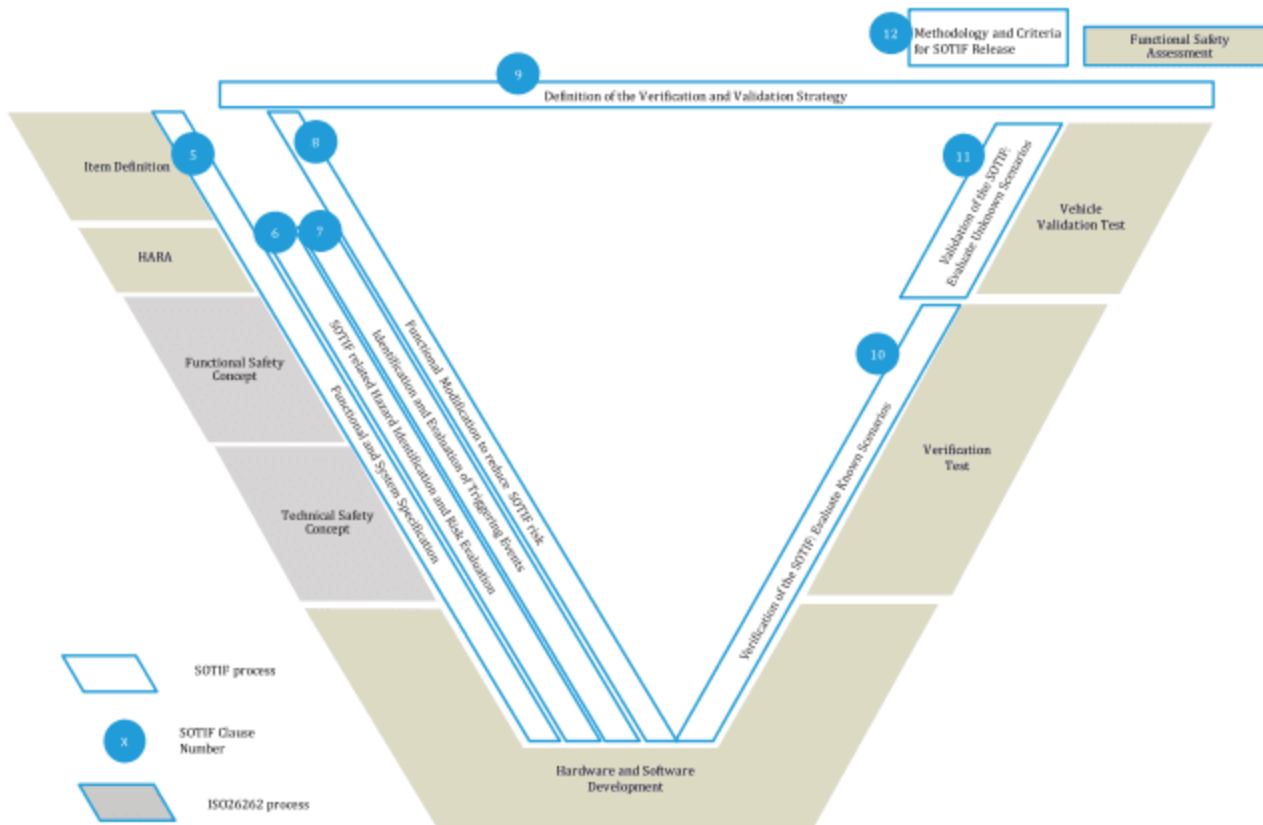 12
Methodology and Criteria
for SOTIF Release
Functional Safety
Assessment
9
Definition of the Verification and Validation Strategy
5
8
11
Item Definition
Validation of the SOTIF:
Evaluate Unknown Scenarios
Vehicle
Validation Test
6
7
HARA
Functional Safety
Concept
10
Functional and System Specification
SOTIF related Hazard Identification and Risk Evaluation
Identification and Evaluation of Triggering Events
Functional Modification to reduce SOTIF risk
Verification of the SOTIF: Evaluate Known Scenarios
Verification
Test
Technical Safety
Concept
SOTIF process
X
SOTIF Clause
Number
ISO26262 process
Hardware and Software
Development